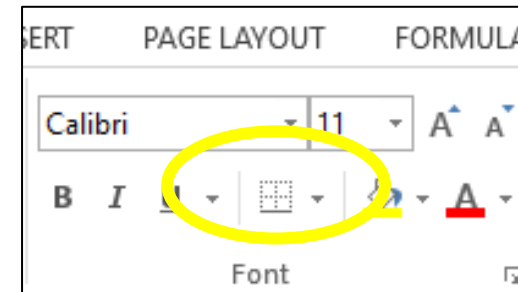 SERT PAGE LAYOUT FORMULA
Calibri 11 A A
B I U A
Font